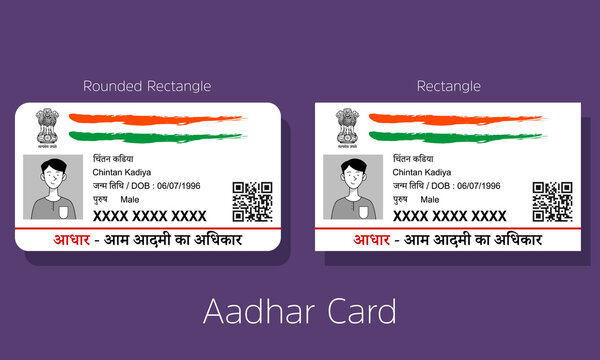 Rounded Rectangle
चिंतन कडिया
Chintan Kadiya
जन्म तिथि / DOB : 06/07/1996
पुरुष Male
XXXX XXXX XXXX
आधार - आम आदमी का अधिकार
Rectangle
चिंतन कडिया
Chintan Kadiya
जन्म तिथि / DOB : 06/07/1996
पुरुष Male
XXXX XXXX XXXX
आधार - आम आदमी का अधिकार
Aadhar Card